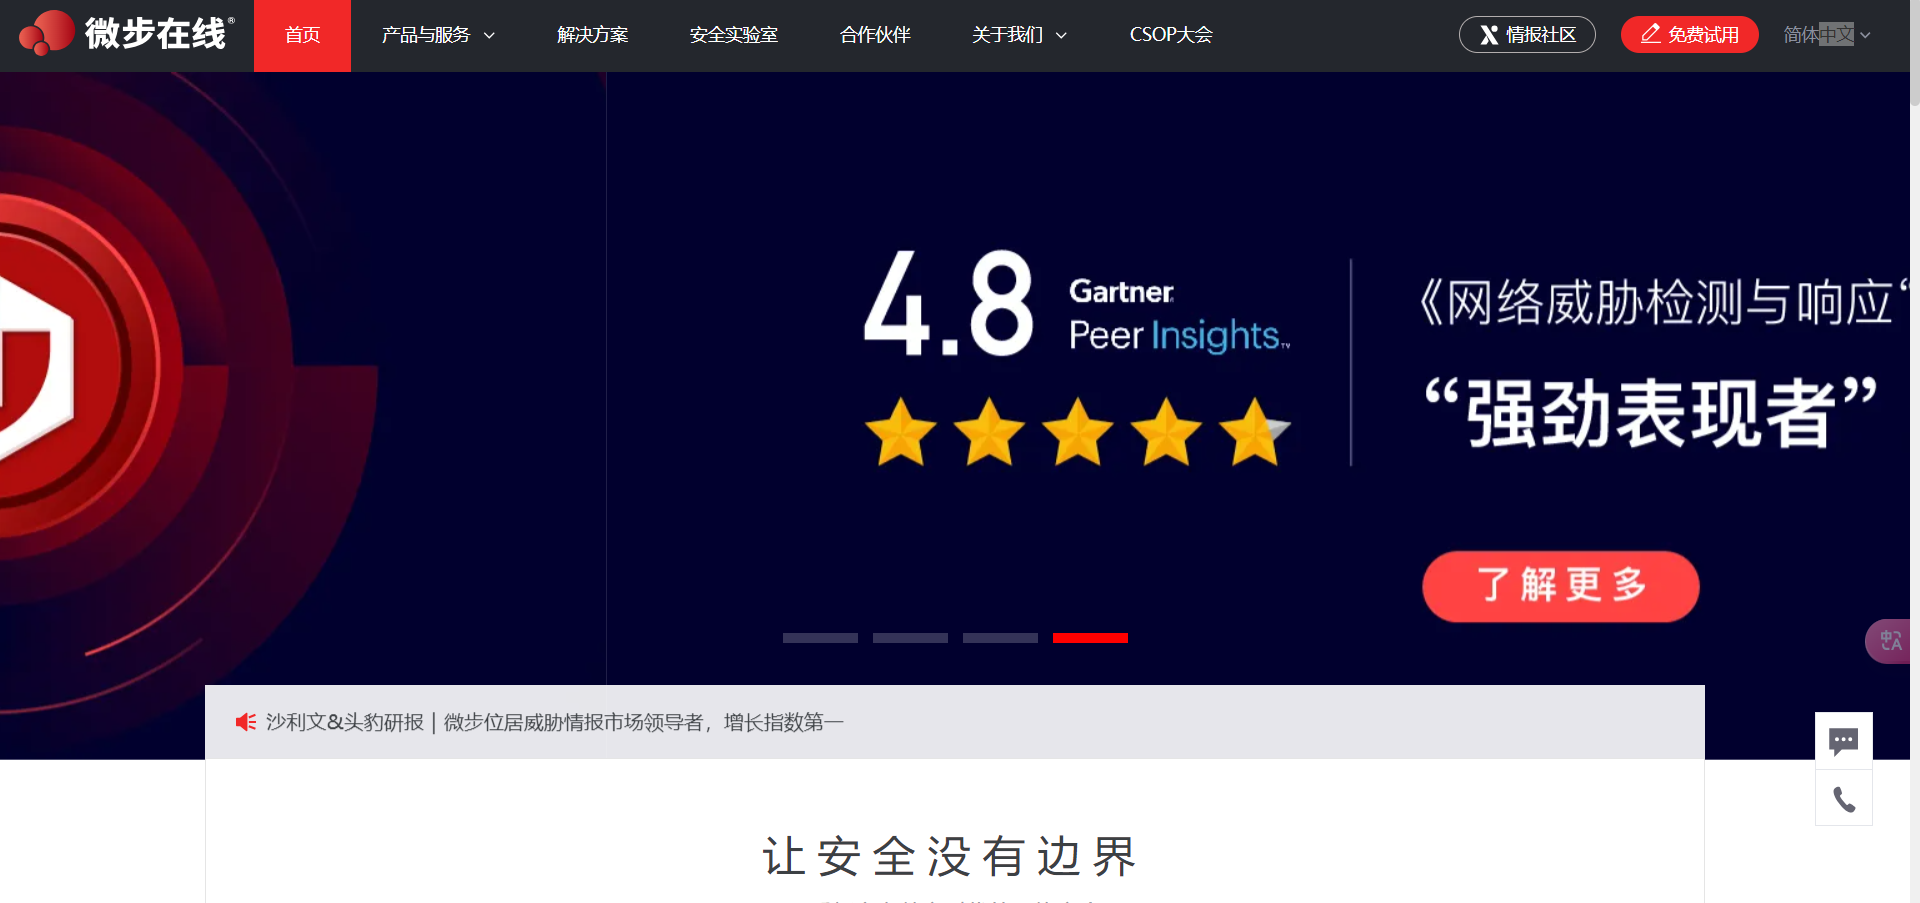 微步在线®
首页
产品与服务
解决方案
安全实验室
合作伙伴
关于我们
CSOP大会
X 情报社区
免费试用
简体中文
4.8
Gartner
Peer Insights™
《网络威胁检测与响应“
“强劲表现者”
了解更多
中A
沙利文&头豹研报 | 微步位居威胁情报市场领导者，增长指数第一
让安全没有边界